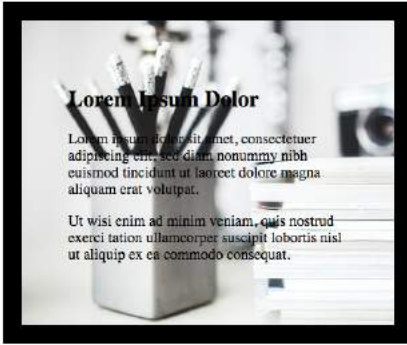 Lorem Ipsum Dolor
Lorem ipsum dolor sit amet, consectetuer
adipiscing elit, sed diam nonummy nibh
euismod tincidunt ut laoreet dolore magna
aliquam erat volutpat.
Ut wisi enim ad minim veniam, quis nostrud
exerci tation ullamcorper suscipit lobortis nisl
ut aliquip ex ea commodo consequat.